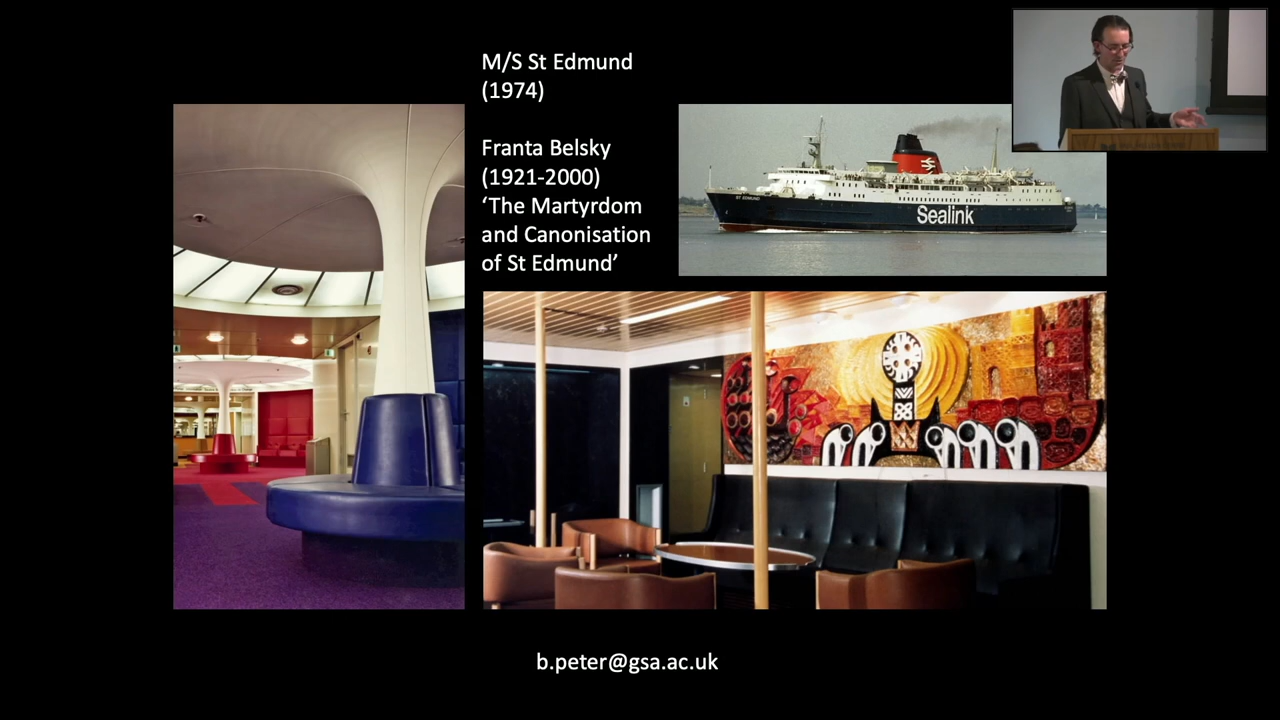 M/S St Edmund
(1974)
Franta Belsky
(1921-2000)
‘The Martyrdom
and Canonisation
of St Edmund’
ST EDMUND
Sealink
b.peter@gsa.ac.uk